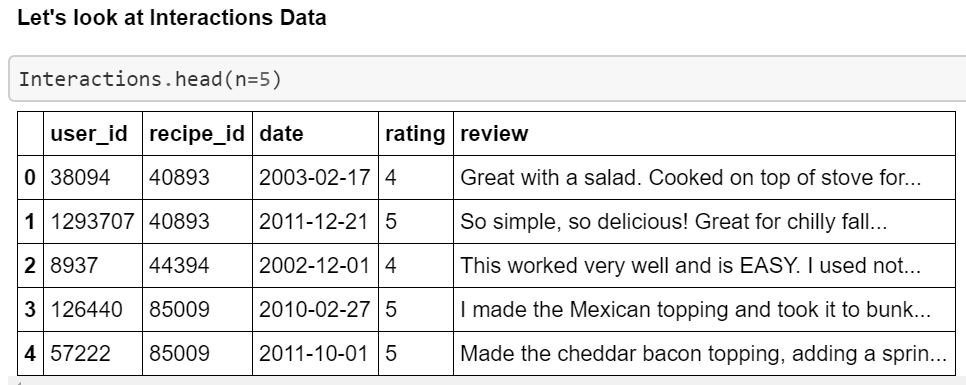 Let's look at Interactions Data
Interactions.head(n=5)
user_id recipe_id date rating review
0 38094 40893 2003-02-17 4 Great with a salad. Cooked on top of stove for...
1 1293707 40893 2011-12-21 5 So simple, so delicious! Great for chilly fall...
2 8937 44394 2002-12-01 4 This worked very well and is EASY. I used not...
3 126440 85009 2010-02-27 5 I made the Mexican topping and took it to bunk...
4 57222 85009 2011-10-01 5 Made the cheddar bacon topping, adding a sprin...